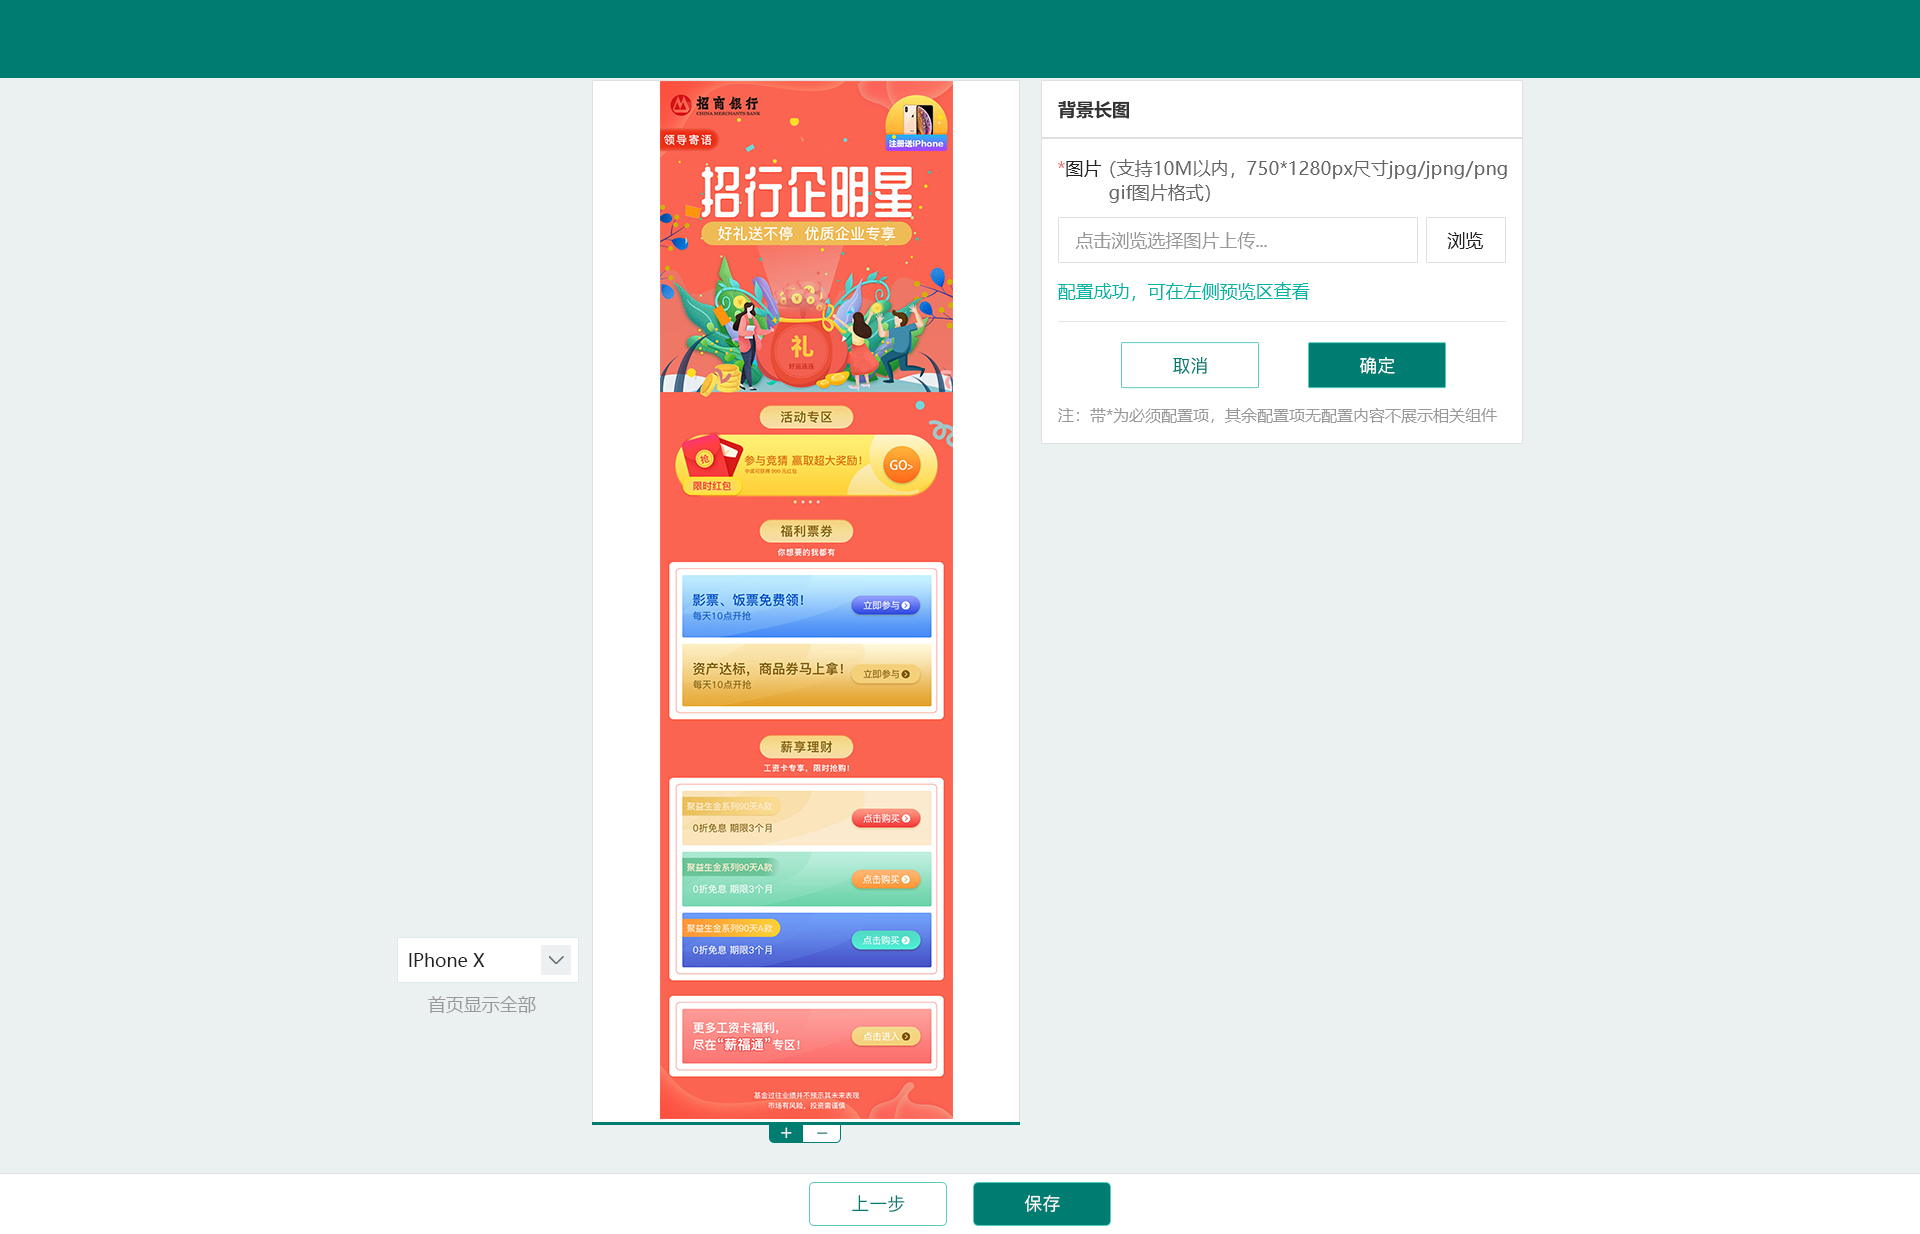 招商银行
CHINA MERCHANTS BANK
领导寄语
注册送iPhone
招行企明星
好礼送不停 优质企业专享
礼
好运连连
活动专区
抢
限时红包
参与竞猜 赢取超大奖励！
GO>
福利票券
你想要的我都有
影票、饭票免费领！
每天10点开抢
立即参与
资产达标，商品券马上拿！
每天10点开抢
立即参与
薪享理财
工资卡专享，限时抢购！
聚益生金系列90天A款
0折免息 期限3个月
点击购买
聚益生金系列90天A款
0折免息 期限3个月
点击购买
聚益生金系列90天A款
0折免息 期限3个月
点击购买
更多工资卡福利，
尽在“薪福通”专区！
点击进入
基金过往业绩并不预示其未来表现
市场有风险，投资需谨慎
IPhone X
首页显示全部
+ −
背景长图
*图片 (支持10M以内，750*1280px尺寸jpg/jpng/png
gif图片格式)
点击浏览选择图片上传...
浏览
配置成功，可在左侧预览区查看
取消
确定
注：带*为必须配置项，其余配置项无配置内容不展示相关组件
上一步
保存